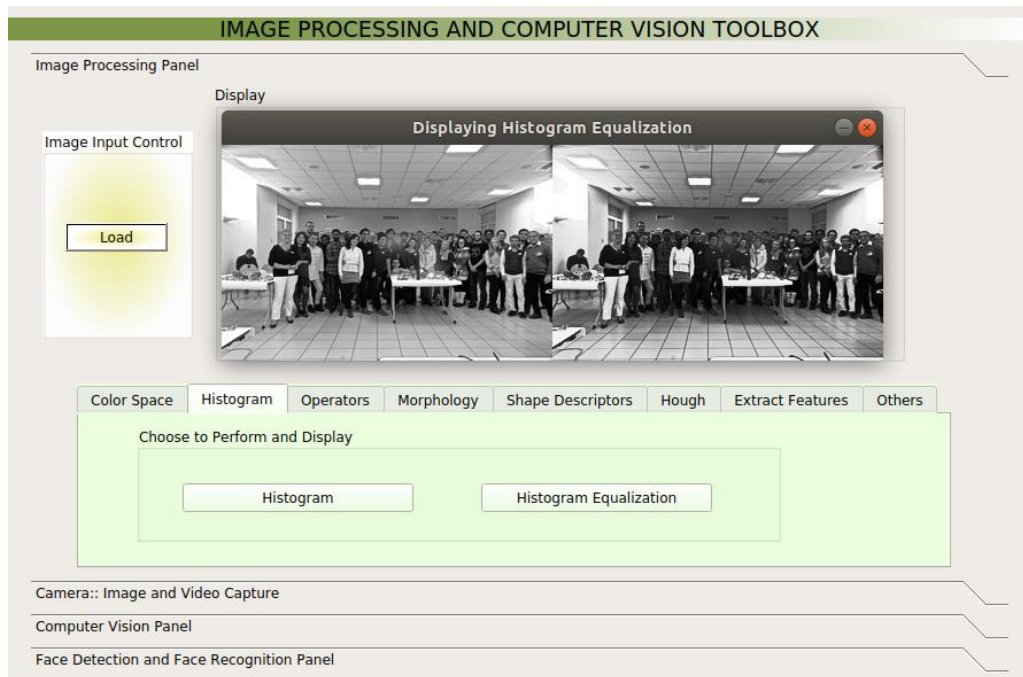 IMAGE PROCESSING AND COMPUTER VISION TOOLBOX
Image Processing Panel
Display
Displaying Histogram Equalization
Image Input Control
Load
Color Space Histogram Operators Morphology Shape Descriptors Hough Extract Features Others
Choose to Perform and Display
Histogram Histogram Equalization
Camera:: Image and Video Capture
Computer Vision Panel
Face Detection and Face Recognition Panel